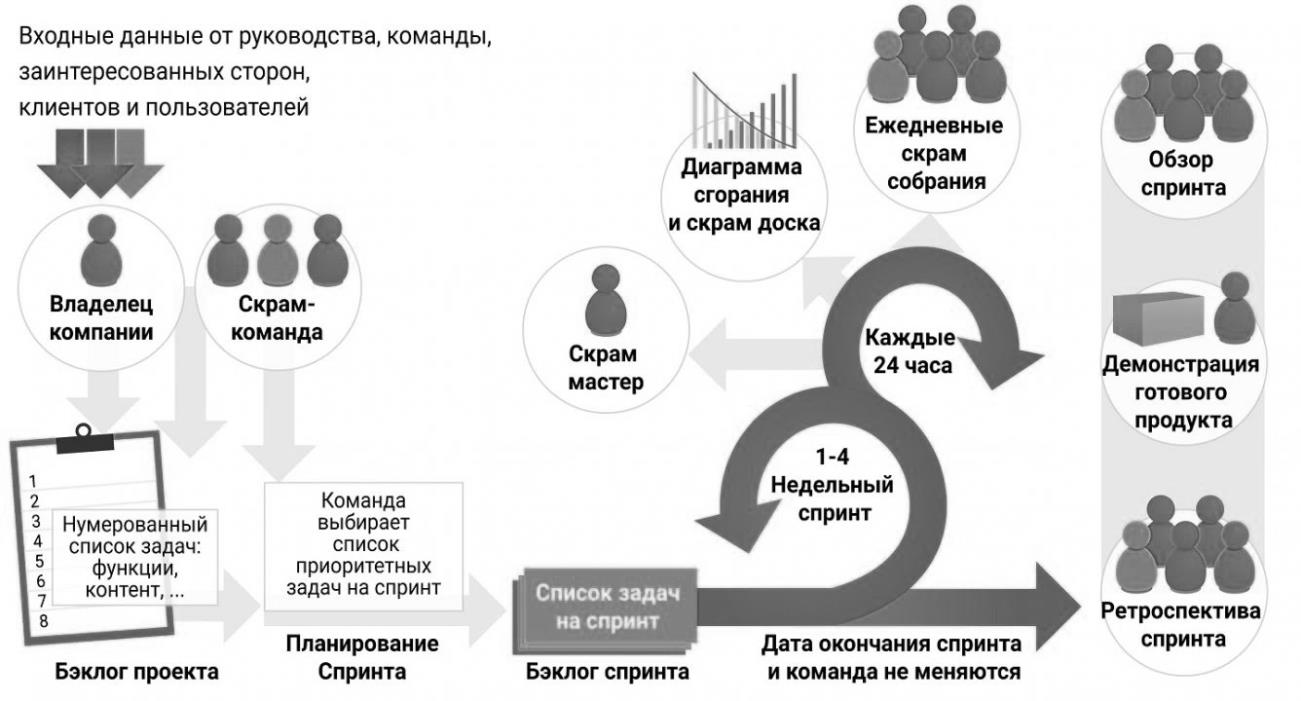 Входные данные от руководства, команды,
заинтересованных сторон,
клиентов и пользователей
Владелец
компании
Скрам-
команда
1
2
3
4
5
6
7
8
Нумерованный
список задач:
функции,
контент, ...
Бэклог проекта
Команда
выбирает
список
приоритетных
задач на спринт
Планирование
Спринта
Список задач
на спринт
Бэклог спринта
Скрам
мастер
Диаграмма
сгорания
и скрам доска
Ежедневные
скрам
собрания
Каждые
24 часа
1-4
Недельный
спринт
Дата окончания спринта
и команда не меняются
Обзор
спринта
Демонстрация
готового
продукта
Ретроспектива
спринта